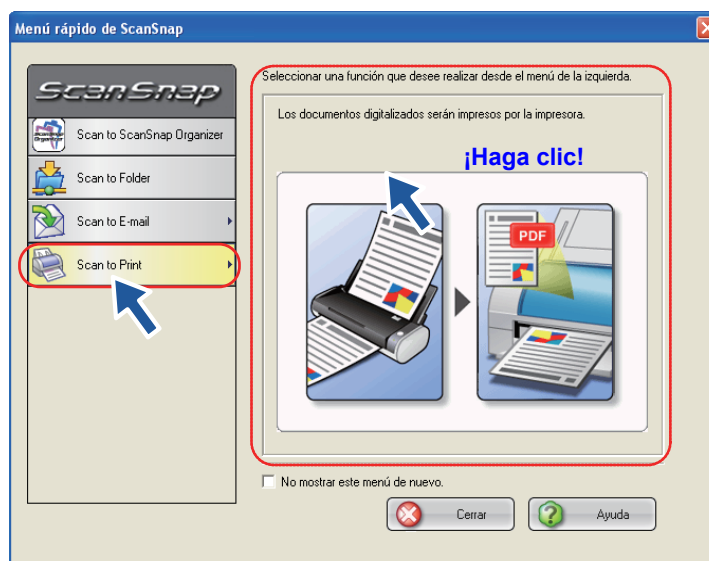 Menú rápido de ScanSnap
ScanSnap
Scan to ScanSnap Organizer
Scan to Folder
Scan to E-mail
Scan to Print
Seleccionar una función que desee realizar desde el menú de la izquierda.
Los documentos digitalizados serán impresos por la impresora.
¡Haga clic!
PDF
No mostrar este menú de nuevo.
Cerrar
Ayuda